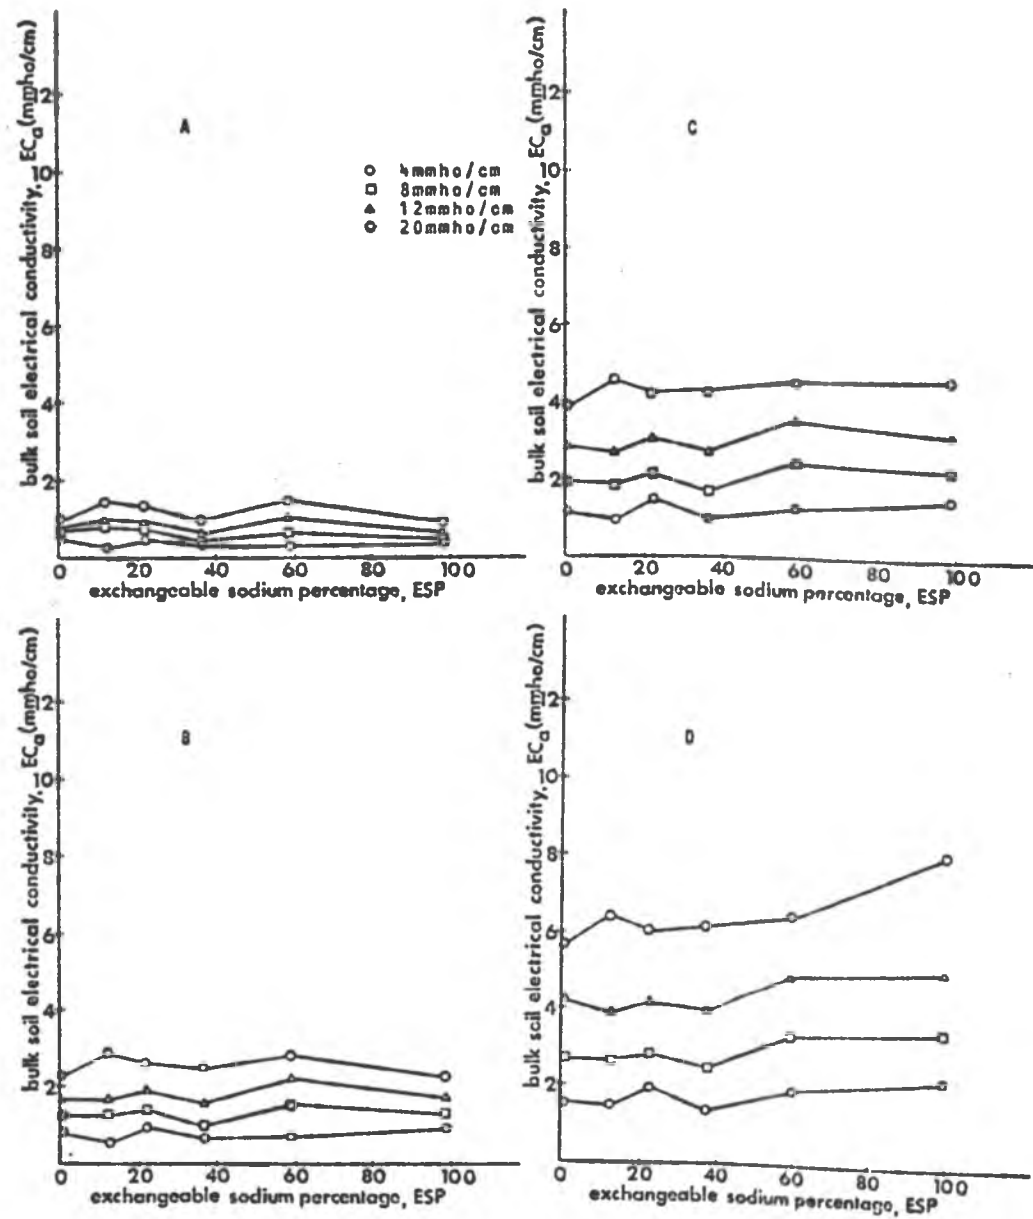 bulk soil electrical conductivity, EC_a (mmho/cm)
12
10
8
6
4
2
A
○ 4mmho/cm
□ 8mmho/cm
▲ 12mmho/cm
○ 20mmho/cm
0 20 40 60 80 100
exchangeable sodium percentage, ESP
bulk soil electrical conductivity, EC_a (mmho/cm)
12
10
8
6
4
2
C
0 20 40 60 80 100
exchangeable sodium percentage, ESP
bulk soil electrical conductivity, EC_a (mmho/cm)
12
10
8
6
4
2
B
0 20 40 60 80 100
exchangeable sodium percentage, ESP
bulk soil electrical conductivity, EC_a (mmho/cm)
12
10
8
6
4
2
D
0 20 40 60 80 100
exchangeable sodium percentage, ESP